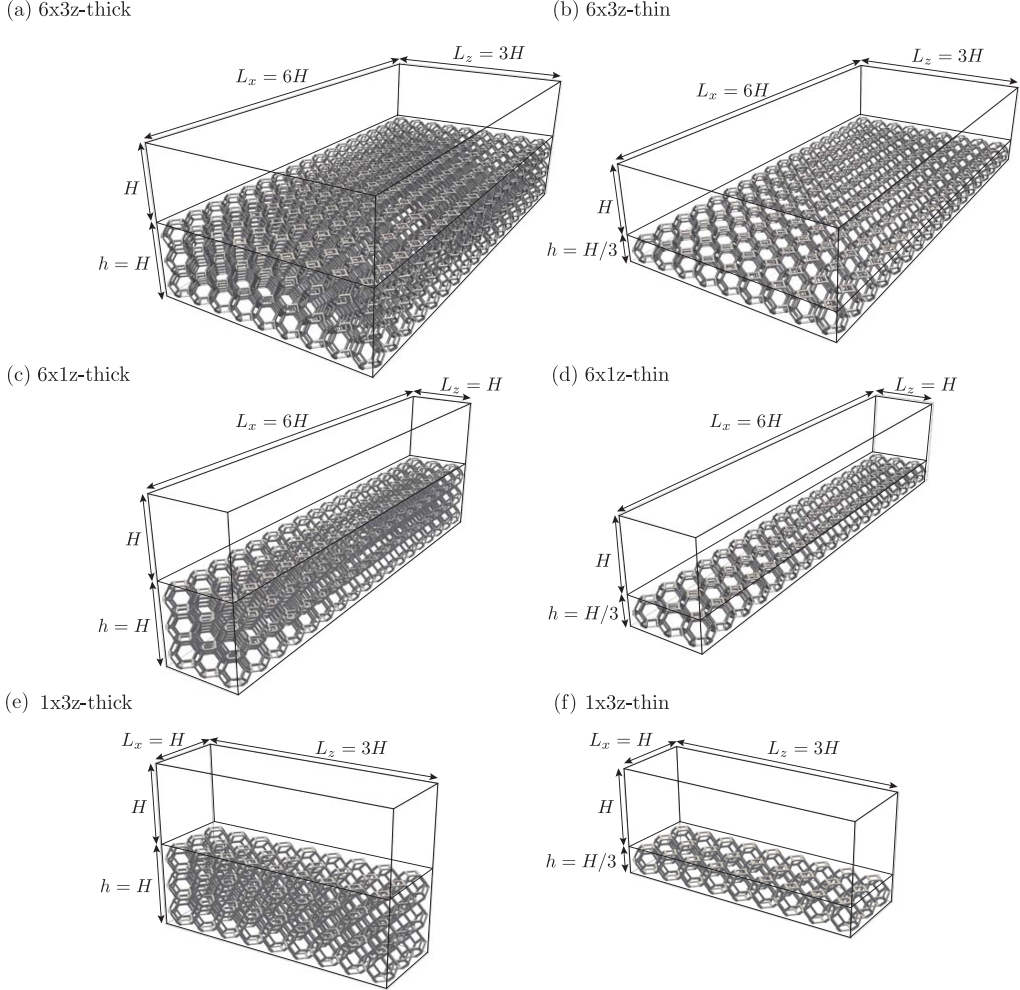 (a) 6x3z-thick
L_x = 6H
L_z = 3H
H
h = H
(b) 6x3z-thin
L_x = 6H
L_z = 3H
H
h = H/3
(c) 6x1z-thick
L_x = 6H
L_z = H
H
h = H
(d) 6x1z-thin
L_x = 6H
L_z = H
H
h = H/3
(e) 1x3z-thick
L_x = H
L_z = 3H
H
h = H
(f) 1x3z-thin
L_x = H
L_z = 3H
H
h = H/3